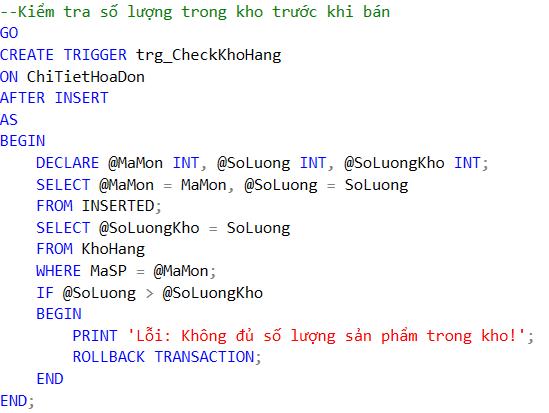 --Kiểm tra số lượng trong kho trước khi bán
GO
CREATE TRIGGER trg_CheckKhoHang
ON ChiTietHoaDon
AFTER INSERT
AS
BEGIN
    DECLARE @MaMon INT, @SoLuong INT, @SoLuongKho INT;
    SELECT @MaMon = MaMon, @SoLuong = SoLuong
    FROM INSERTED;
    SELECT @SoLuongKho = SoLuong
    FROM KhoHang
    WHERE MaSP = @MaMon;
    IF @SoLuong > @SoLuongKho
    BEGIN
        PRINT 'Lỗi: Không đủ số lượng sản phẩm trong kho!';
        ROLLBACK TRANSACTION;
    END
END;